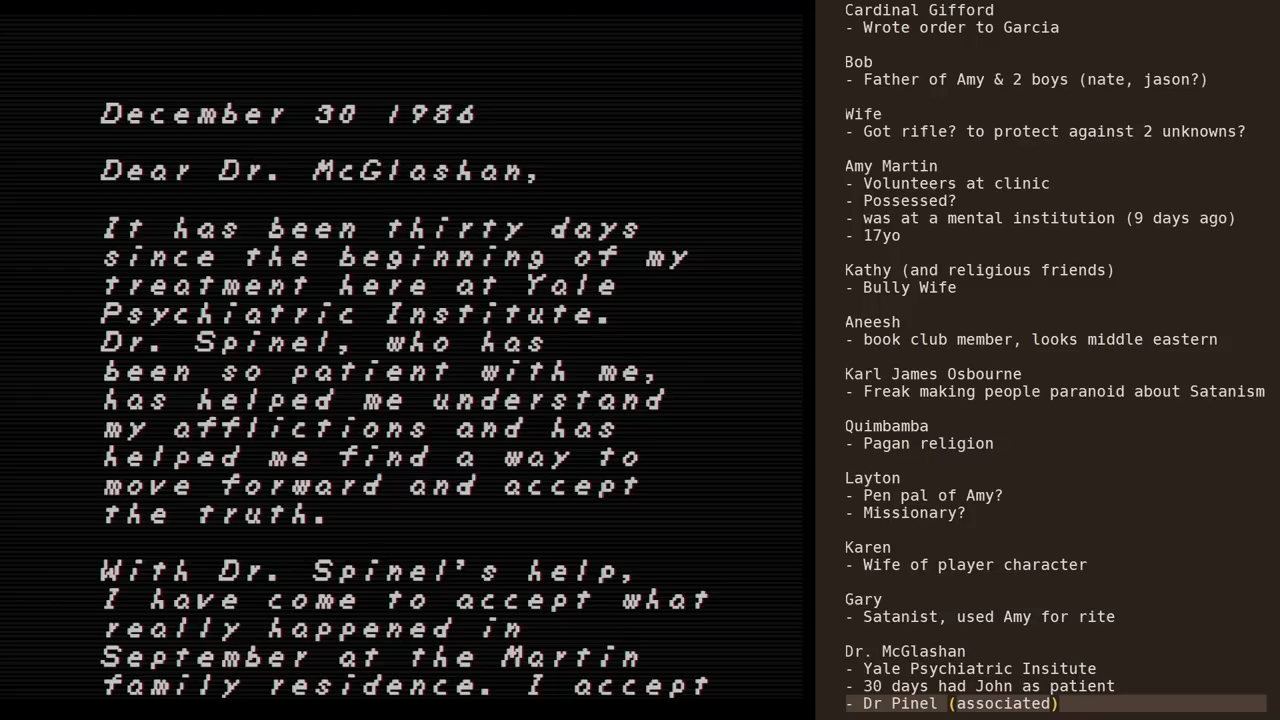 December 30 1986
Dear Dr. McGlashan,
It has been thirty days
since the beginning of my
treatment here at Yale
Psychiatric Institute.
Dr. Spinel, who has
been so patient with me,
has helped me understand
my afflictions and has
helped me find a way to
move forward and accept
the truth.
With Dr. Spinel's help,
I have come to accept what
really happened in
September at the Martin
family residence. I accept
Cardinal Gifford
- Wrote order to Garcia
Bob
- Father of Amy & 2 boys (nate, jason?)
Wife
- Got rifle? to protect against 2 unknowns?
Amy Martin
- Volunteers at clinic
- Possessed?
- was at a mental institution (9 days ago)
- 17yo
Kathy (and religious friends)
- Bully Wife
Aneesh
- book club member, looks middle eastern
Karl James Osbourne
- Freak making people paranoid about Satanism
Quimbamba
- Pagan religion
Layton
- Pen pal of Amy?
- Missionary?
Karen
- Wife of player character
Gary
- Satanist, used Amy for rite
Dr. McGlashan
- Yale Psychiatric Insitute
- 30 days had John as patient
- Dr Pinel (associated)